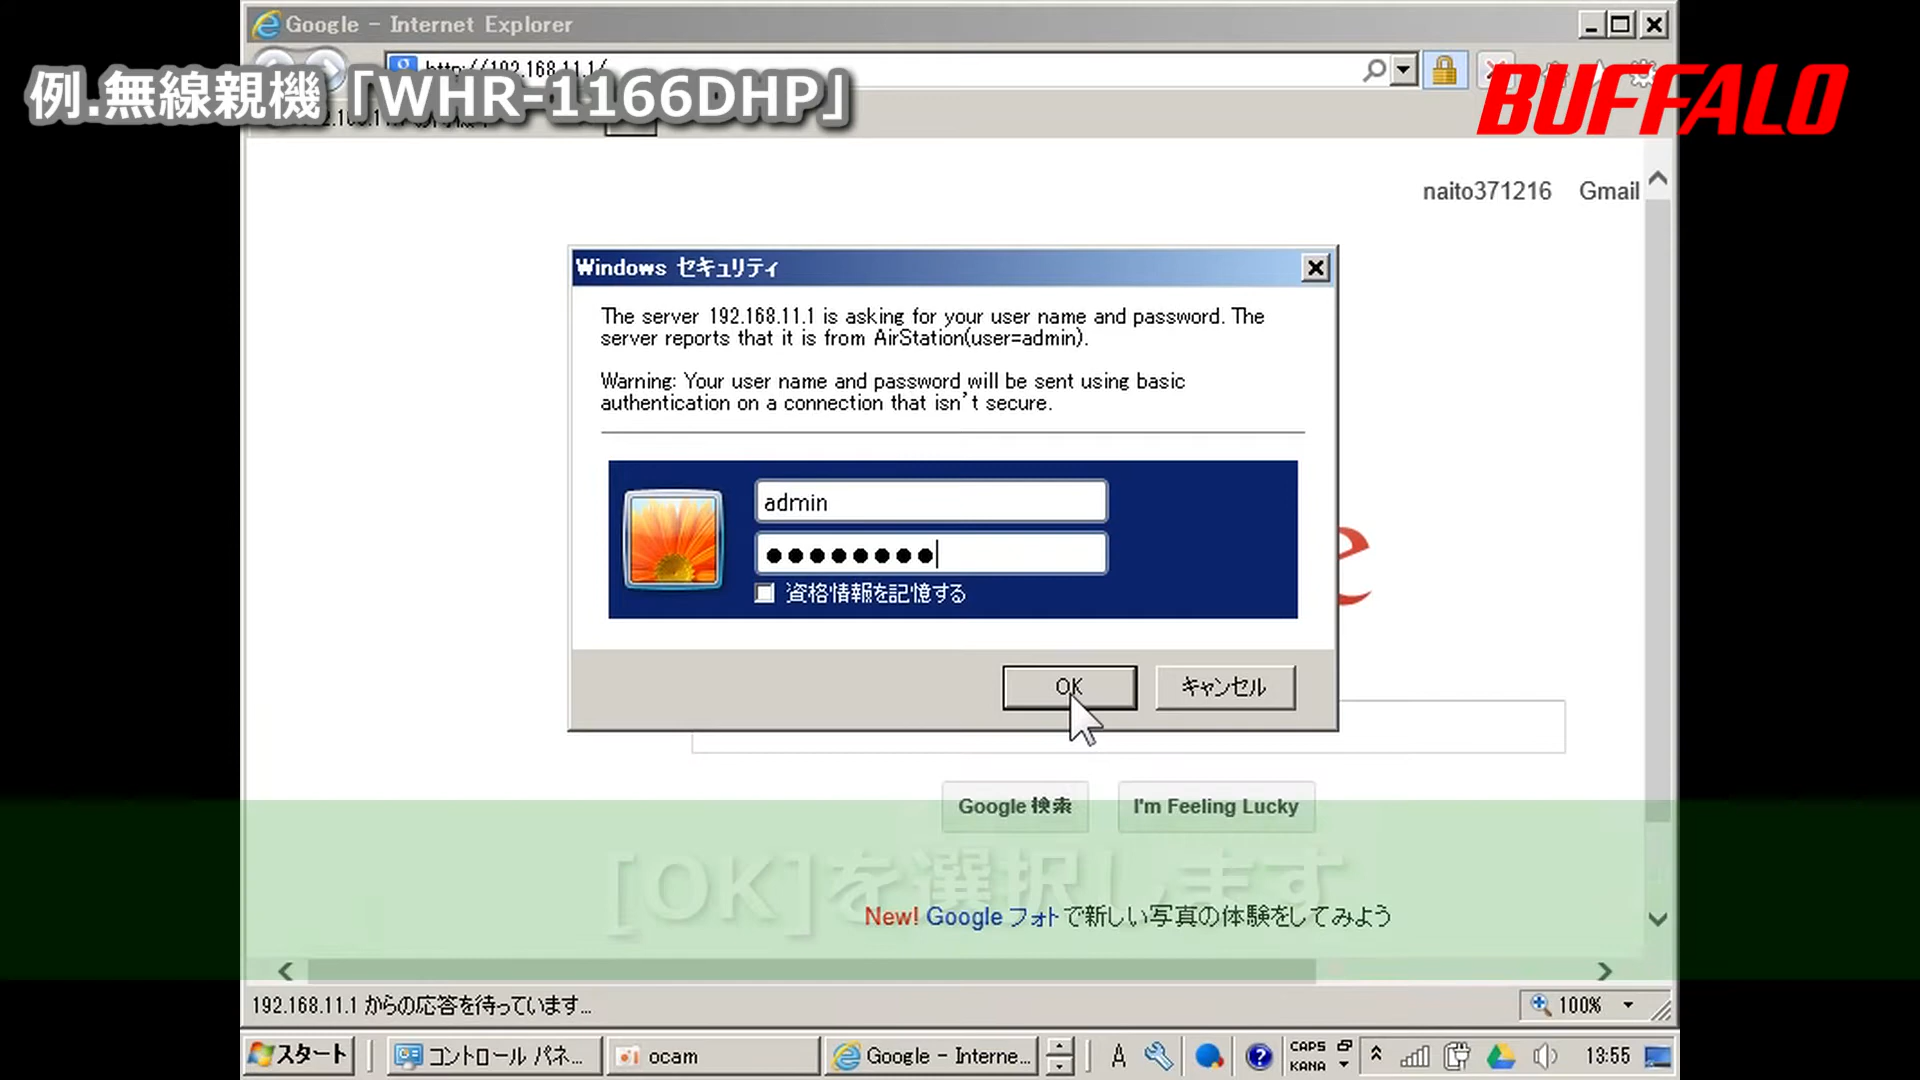 Google - Internet Explorer
http://192.168.11.1/
例.無線親機「WHR-1166DHP」
BUFFALO
naito371216 Gmail
Windows セキュリティ
The server 192.168.11.1 is asking for your user name and password. The
server reports that it is from AirStation(user=admin).
Warning: Your user name and password will be sent using basic
authentication on a connection that isn't secure.
admin
資格情報を記憶する
OK キャンセル
e
Google 検索 I'm Feeling Lucky
[OK]を選択します
New! Google フォトで新しい写真の体験をしてみよう
192.168.11.1 からの応答を待っています...
100%
スタート コントロール パネ... ocam Google - Interne... A CAPS KANA 13:55